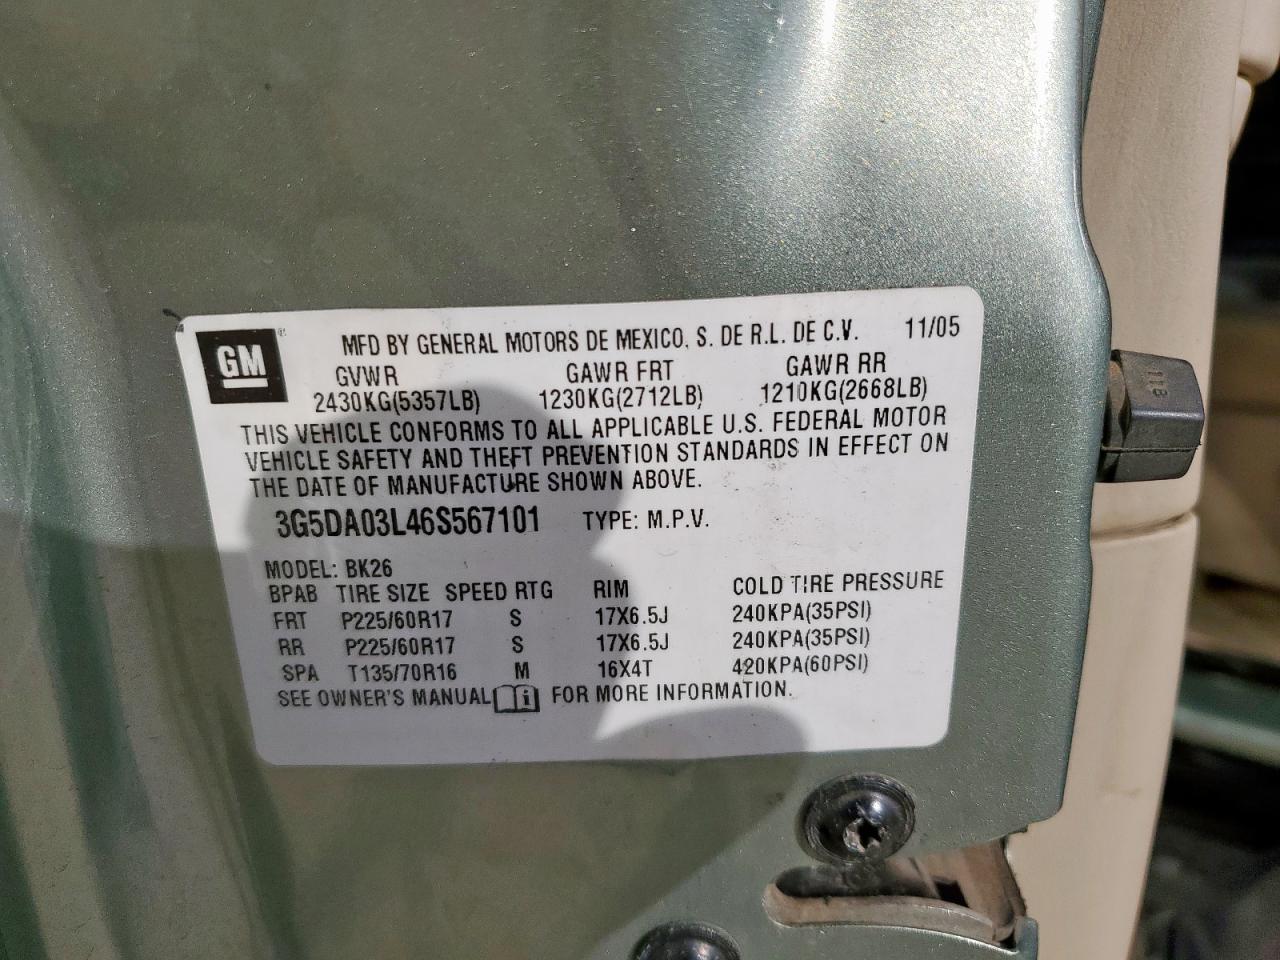 GM ® MFD BY GENERAL MOTORS DE MEXICO, S. DE R.L. DE C.V. 11/05
GVWR GAWR FRT GAWR RR
2430KG(5357LB) 1230KG(2712LB) 1210KG(2668LB)
THIS VEHICLE CONFORMS TO ALL APPLICABLE U.S. FEDERAL MOTOR
VEHICLE SAFETY AND THEFT PREVENTION STANDARDS IN EFFECT ON
THE DATE OF MANUFACTURE SHOWN ABOVE.
3G5DA03L46S567101 TYPE: M.P.V.
MODEL: BK26
BPAB TIRE SIZE SPEED RTG RIM COLD TIRE PRESSURE
FRT P225/60R17 S 17X6.5J 240KPA(35PSI)
RR P225/60R17 S 17X6.5J 240KPA(35PSI)
SPA T135/70R16 M 16X4T 420KPA(60PSI)
SEE OWNER'S MANUAL i FOR MORE INFORMATION.
118